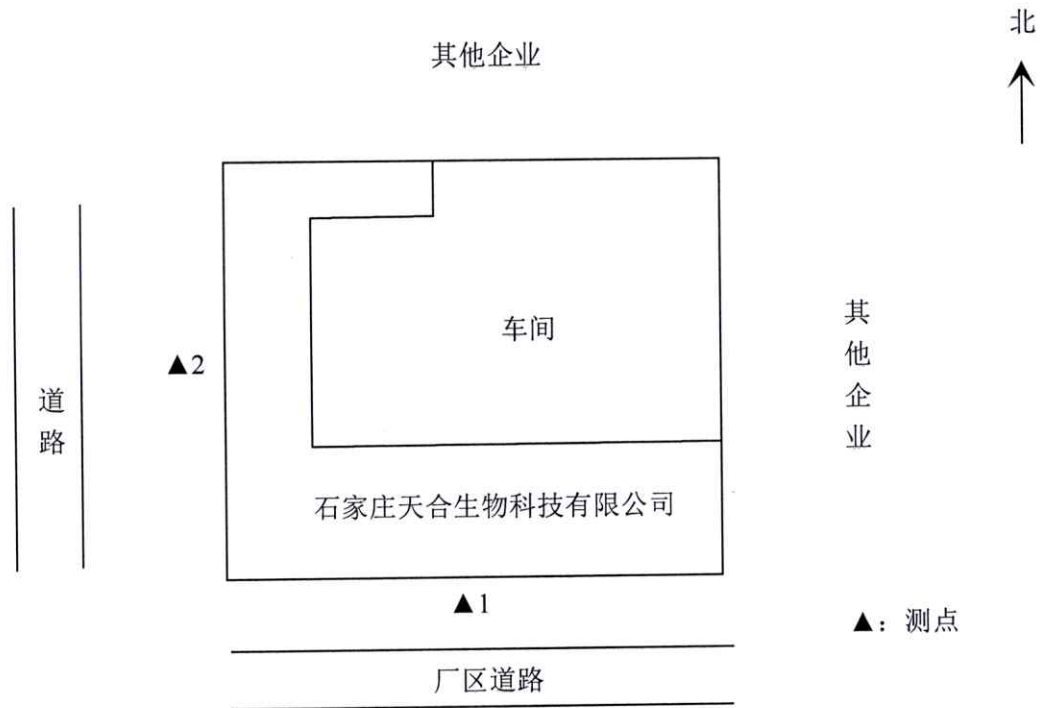 北
其他企业
车间
▲2
其他企业
道路
石家庄天合生物科技有限公司
▲1
▲：测点
厂区道路